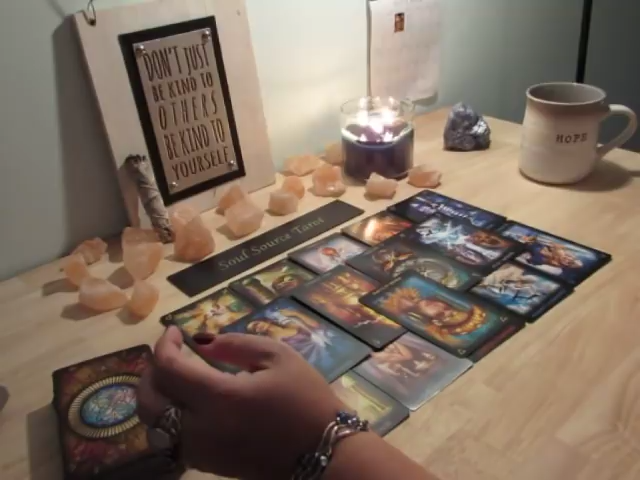 DON'T JUST
BE KIND TO
OTHERS
BE KIND TO
YOURSELF
HOPE
Soul Source Tarot